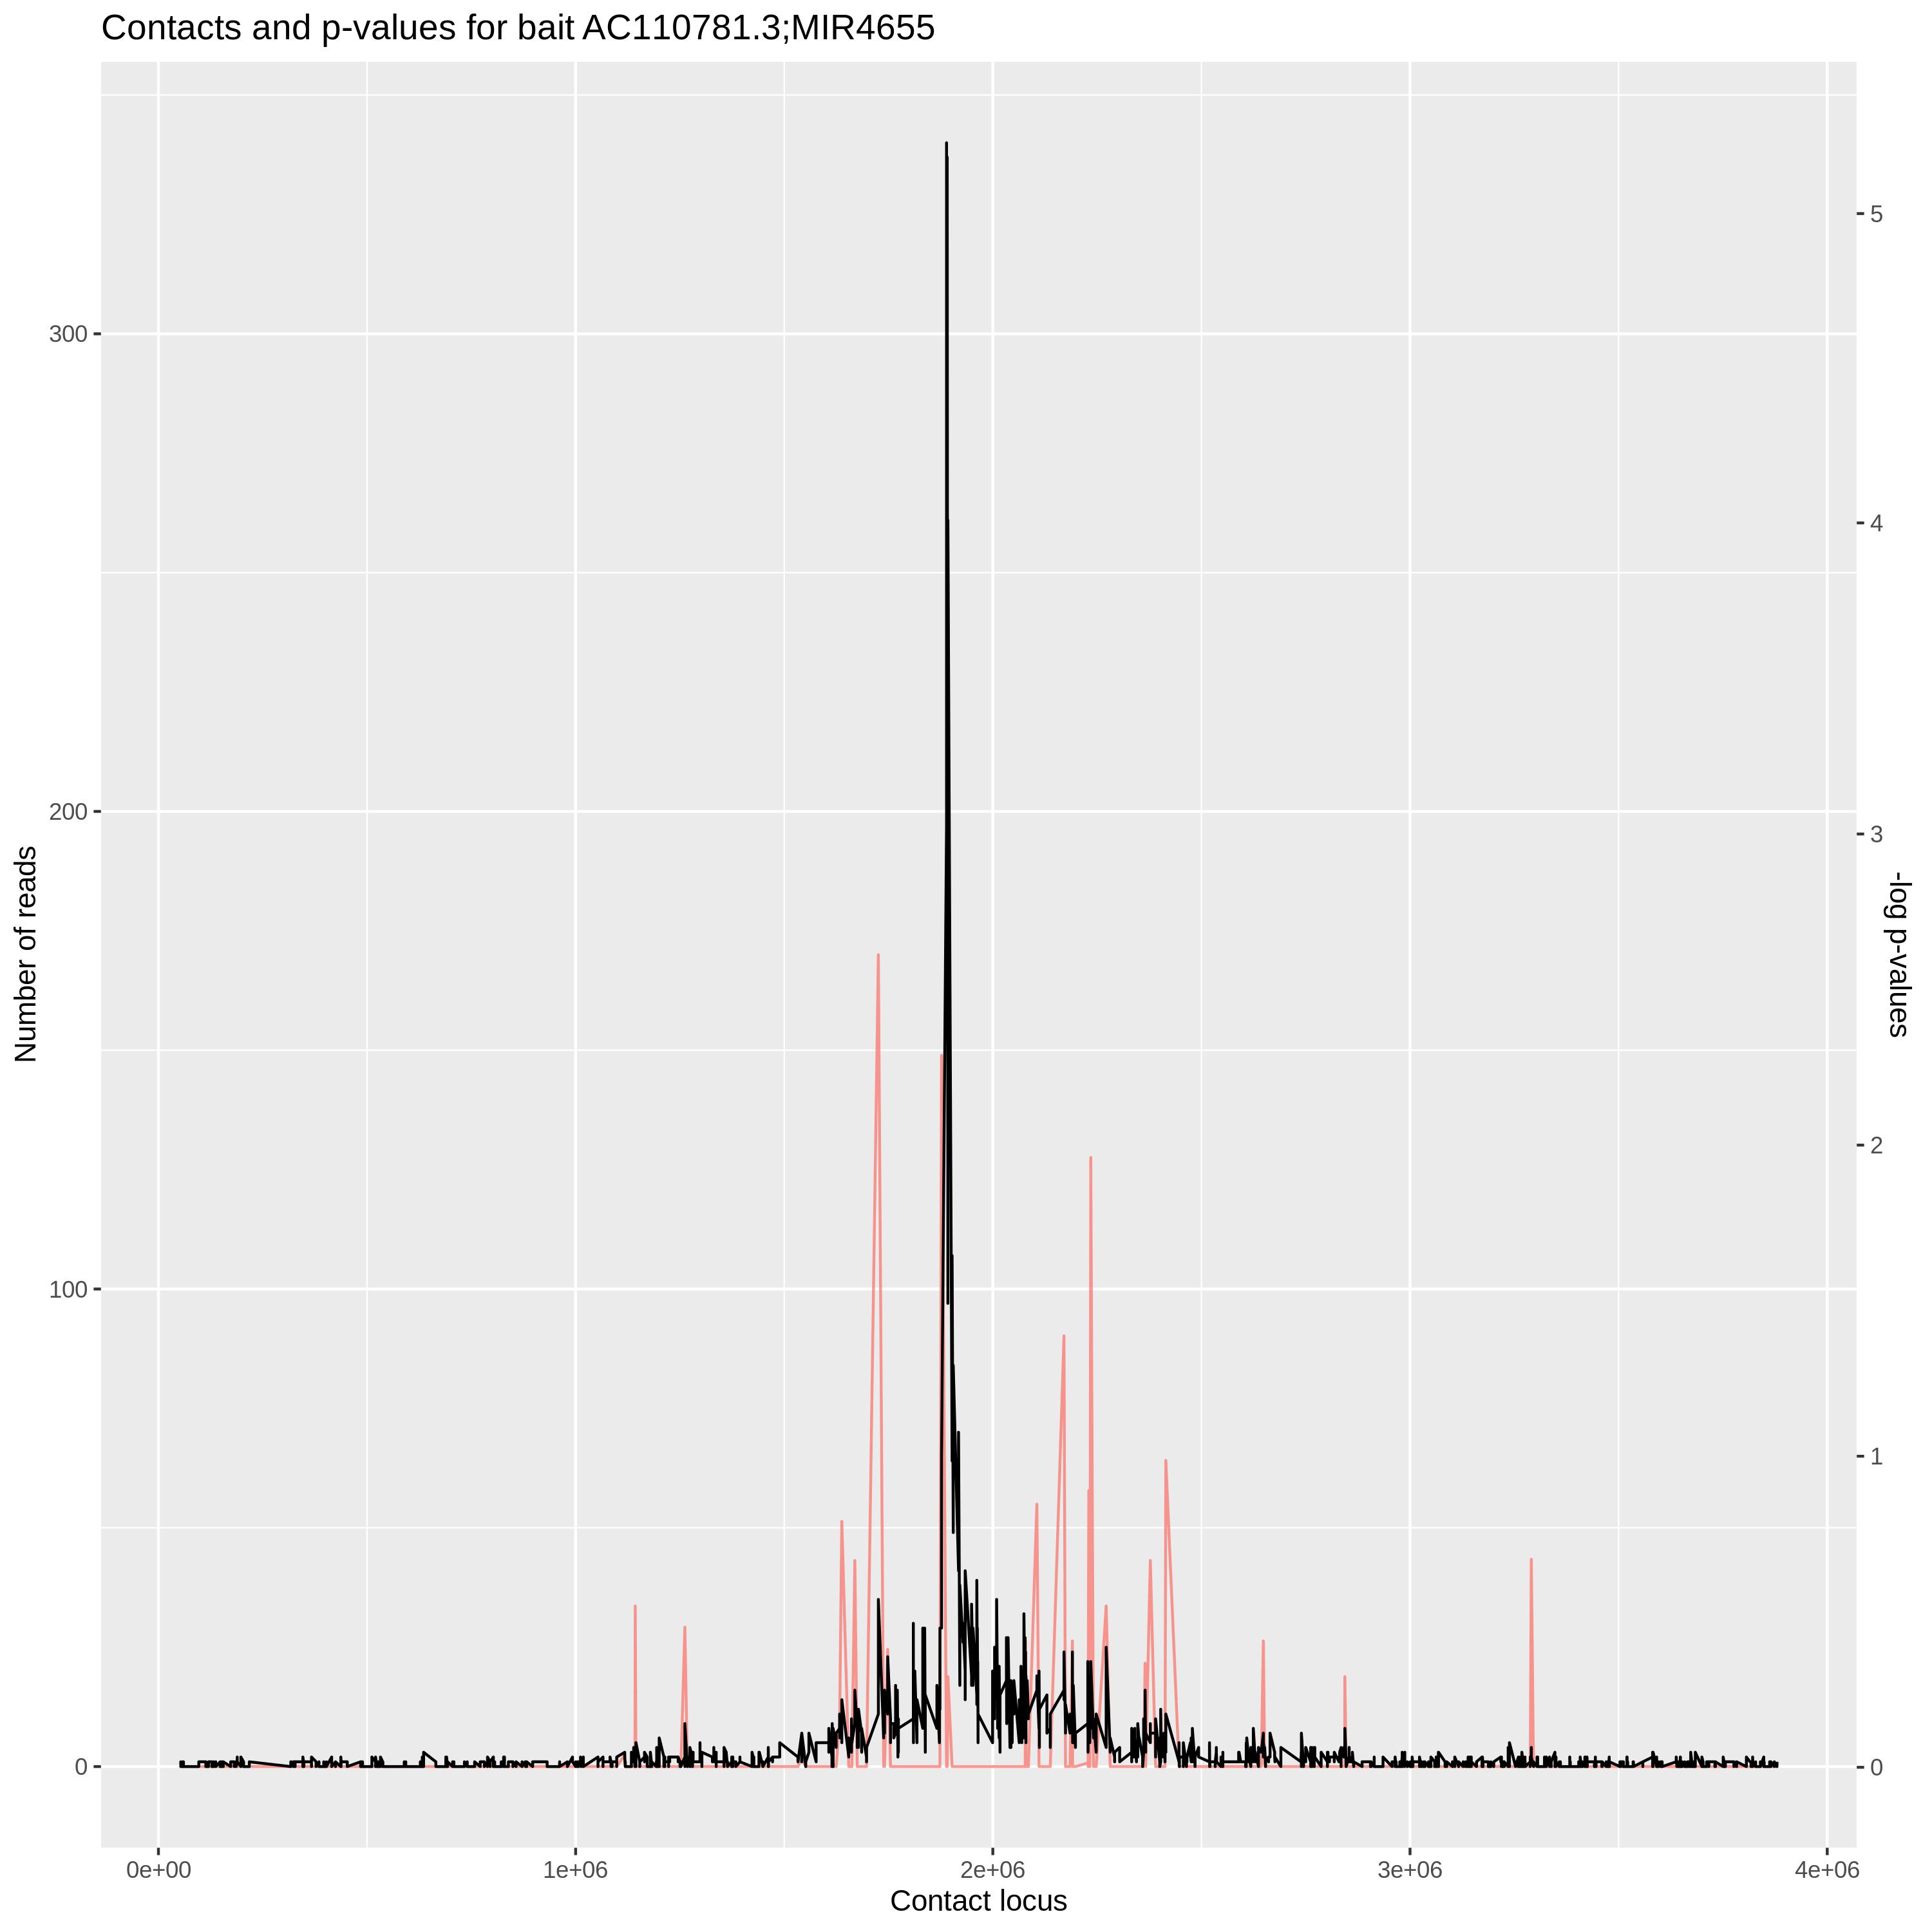 Contacts and p-values for bait AC110781.3;MIR4655
Number of reads
300
200
100
0
5
4
3
2
1
0
-log p-values
0e+00
1e+06
2e+06
3e+06
4e+06
Contact locus